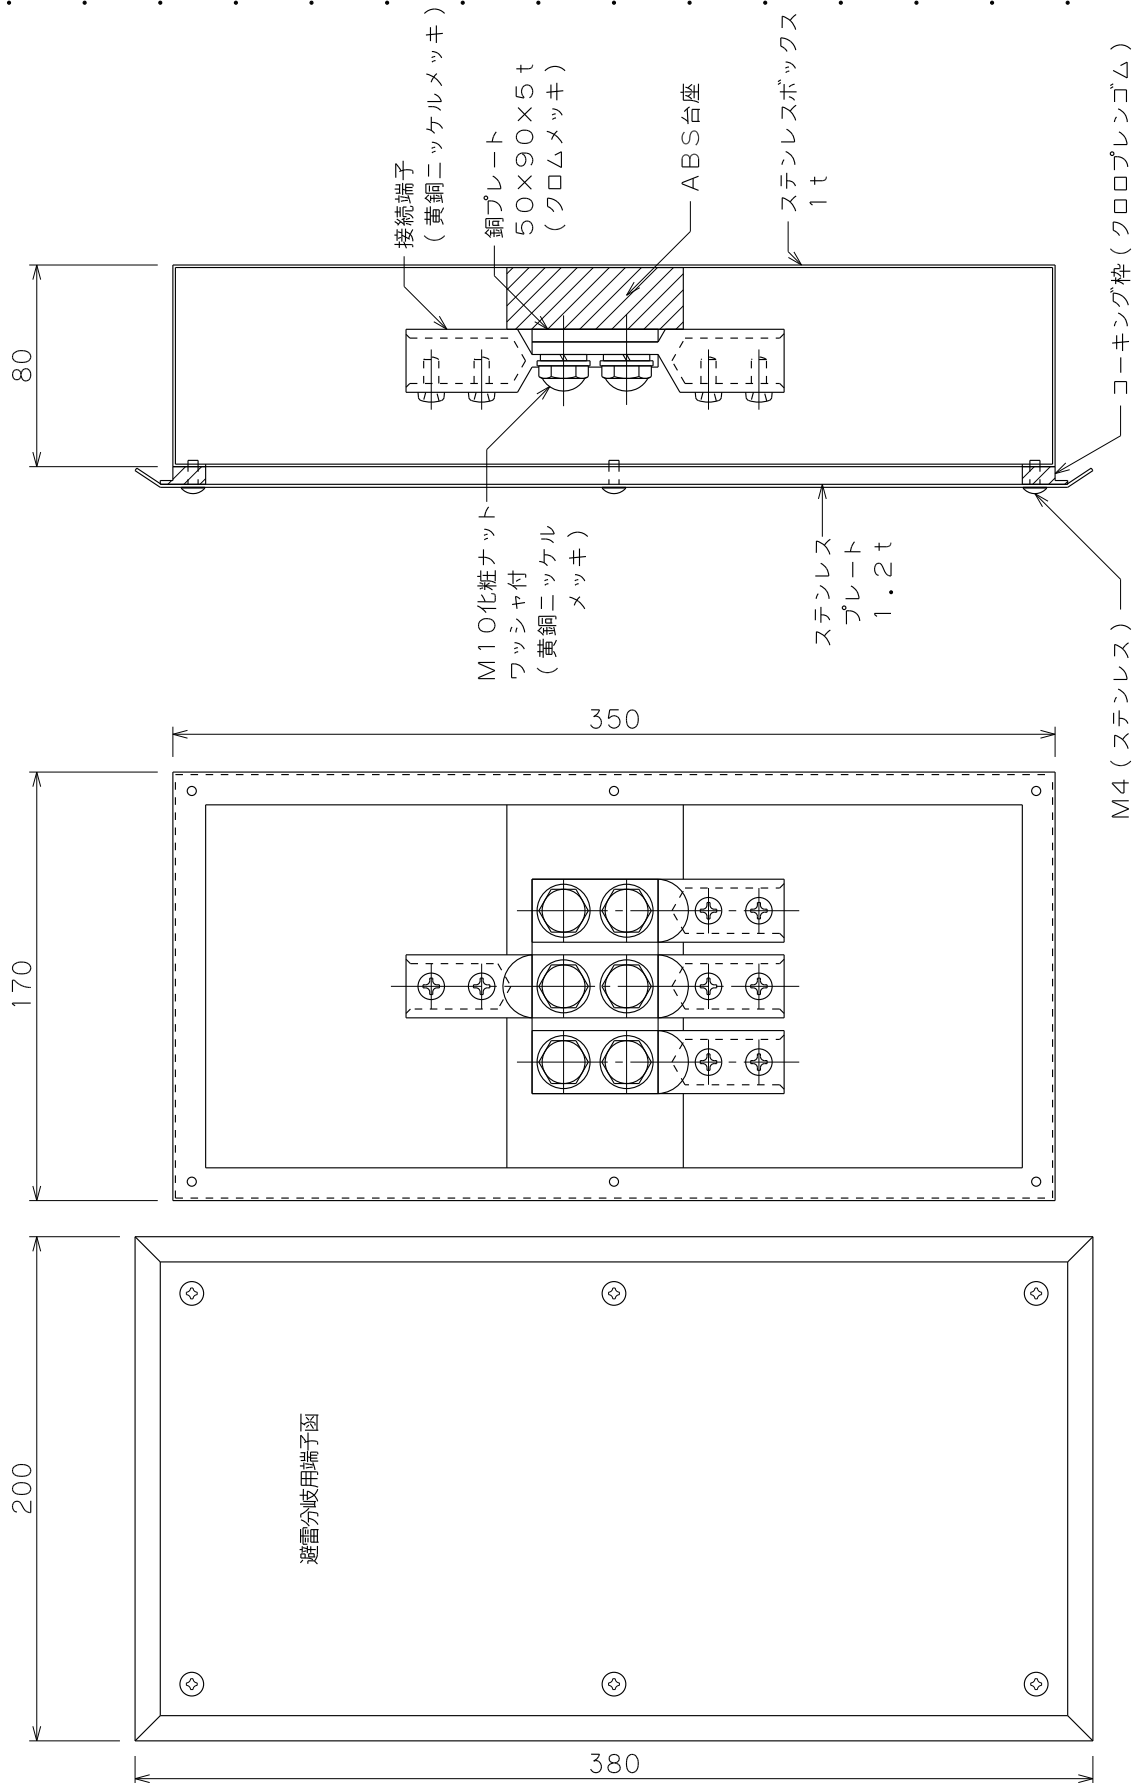 接続端子
(黄銅ニッケルメッキ)
銅プレート
50×90×5t
(クロムメッキ)
ABS台座
ステンレスボックス
1t
コーキング枠(クロロプレンゴム)
80
M10化粧ナット
ワッシャ付
(黄銅ニッケル
メッキ)
ステンレス
プレート
1.2t
M4(ステンレス)
350
170
200
避雷分岐用端子函
380